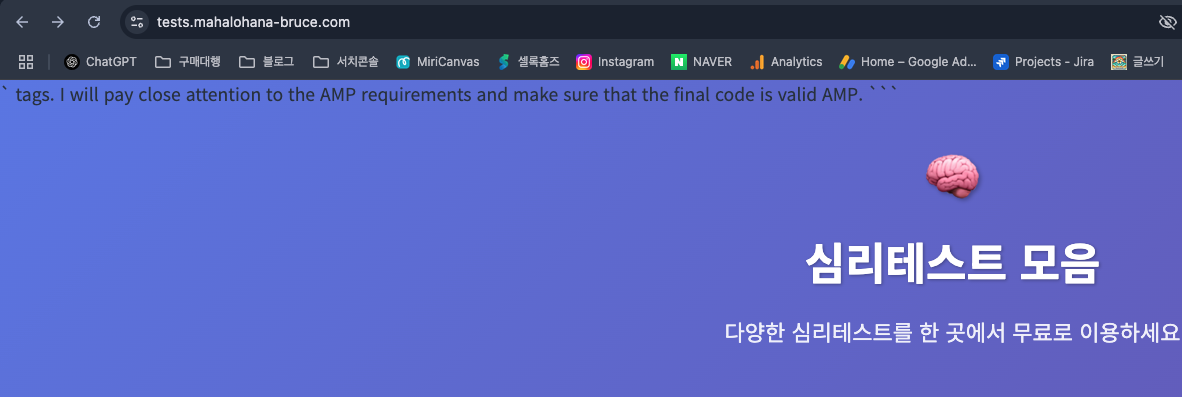 tests.mahalohana-bruce.com
ChatGPT 구매대행 블로그 서치콘솔 MiriCanvas 셀록홈즈 Instagram NAVER Analytics Home – Google Ad... Projects - Jira 글쓰기
` tags. I will pay close attention to the AMP requirements and make sure that the final code is valid AMP. ```
심리테스트 모음
다양한 심리테스트를 한 곳에서 무료로 이용하세요